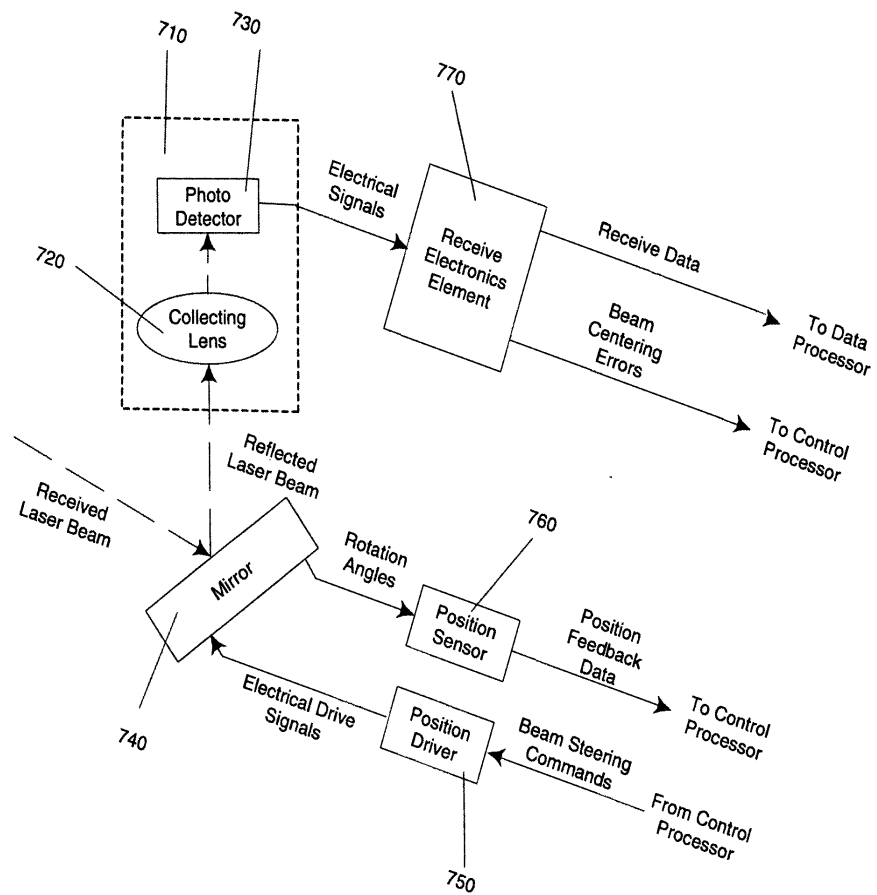 710
730
770
Photo
Detector
Electrical
Signals
Receive
Electronics
Element
Receive Data
To Data
Processor
720
Collecting
Lens
Beam
Centering
Errors
To Control
Processor
Received
Laser Beam
Reflected
Laser Beam
Mirror
740
Rotation
Angles
760
Position
Sensor
Position
Feedback
Data
To Control
Processor
Electrical Drive
Signals
Position
Driver
Beam Steering
Commands
From Control
Processor
750